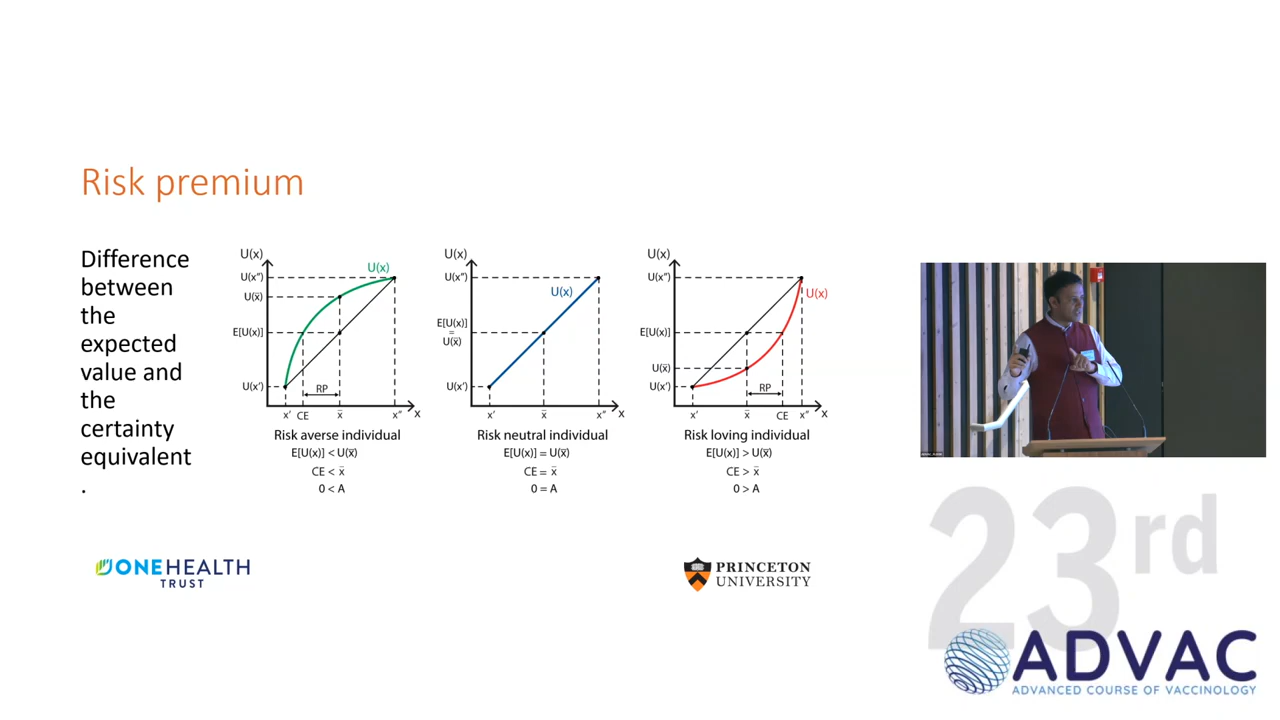 Risk premium
Difference
between
the
expected
value and
the
certainty
equivalent
.
U(x)
U(x")
U(x̄)
E[U(x)]
U(x')
U(x)
RP
x' CE x̄ x" x
Risk averse individual
E[U(x)] < U(x̄)
CE < x̄
0 < A
U(x)
U(x")
E[U(x)]
=
U(x̄)
U(x')
U(x)
x' x̄ x" x
Risk neutral individual
E[U(x)] = U(x̄)
CE = x̄
0 = A
U(x)
U(x")
E[U(x)]
U(x̄)
U(x')
U(x)
RP
x' x̄ CE x" x
Risk loving individual
E[U(x)] > U(x̄)
CE > x̄
0 > A
ONEHEALTH
TRUST
PRINCETON
UNIVERSITY
23rd
ADVAC
ADVANCED COURSE OF VACCINOLOGY